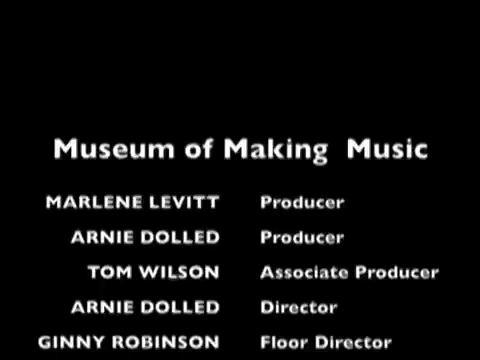 Museum of Making Music
MARLENE LEVITT Producer
ARNIE DOLLED Producer
TOM WILSON Associate Producer
ARNIE DOLLED Director
GINNY ROBINSON Floor Director